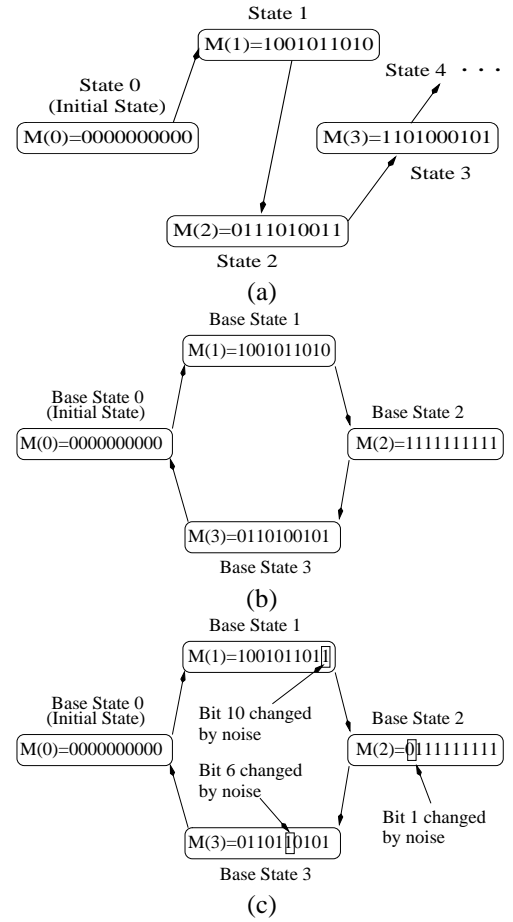 State 1
M(1)=1001011010
State 4 · · ·
State 0
(Initial State)
M(0)=0000000000
M(3)=1101000101
State 3
M(2)=0111010011
State 2
(a)
Base State 1
M(1)=1001011010
Base State 0
(Initial State)
M(0)=0000000000
Base State 2
M(2)=1111111111
M(3)=0110100101
Base State 3
(b)
Base State 1
M(1)=1001011011
Base State 0
(Initial State)
M(0)=0000000000
Bit 10 changed
by noise
Base State 2
M(2)=0111111111
Bit 6 changed
by noise
Bit 1 changed
by noise
M(3)=0110110101
Base State 3
(c)